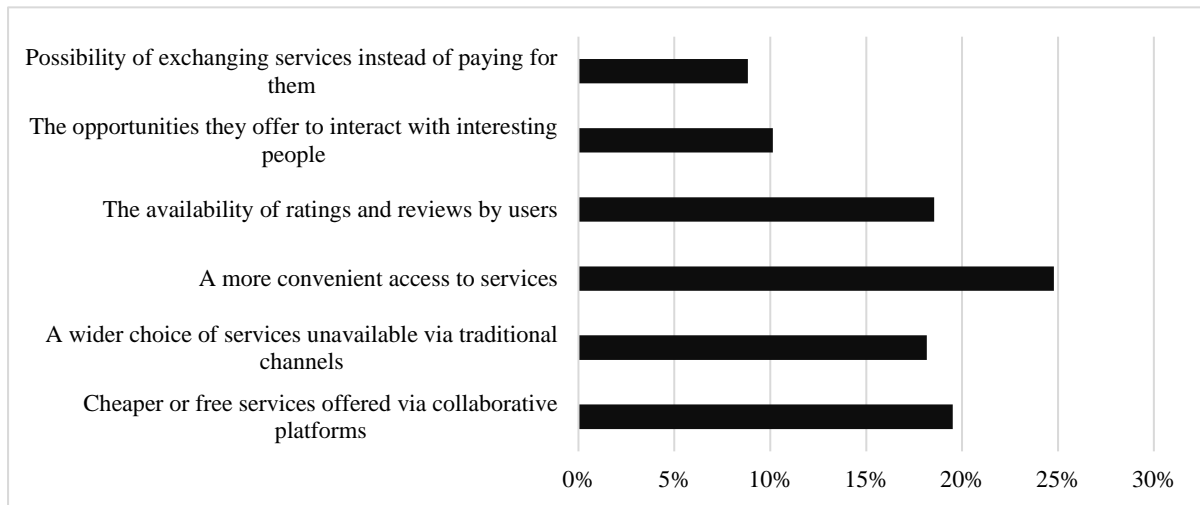 Possibility of exchanging services instead of paying for
them
The opportunities they offer to interact with interesting
people
The availability of ratings and reviews by users
A more convenient access to services
A wider choice of services unavailable via traditional
channels
Cheaper or free services offered via collaborative
platforms
0% 5% 10% 15% 20% 25% 30%